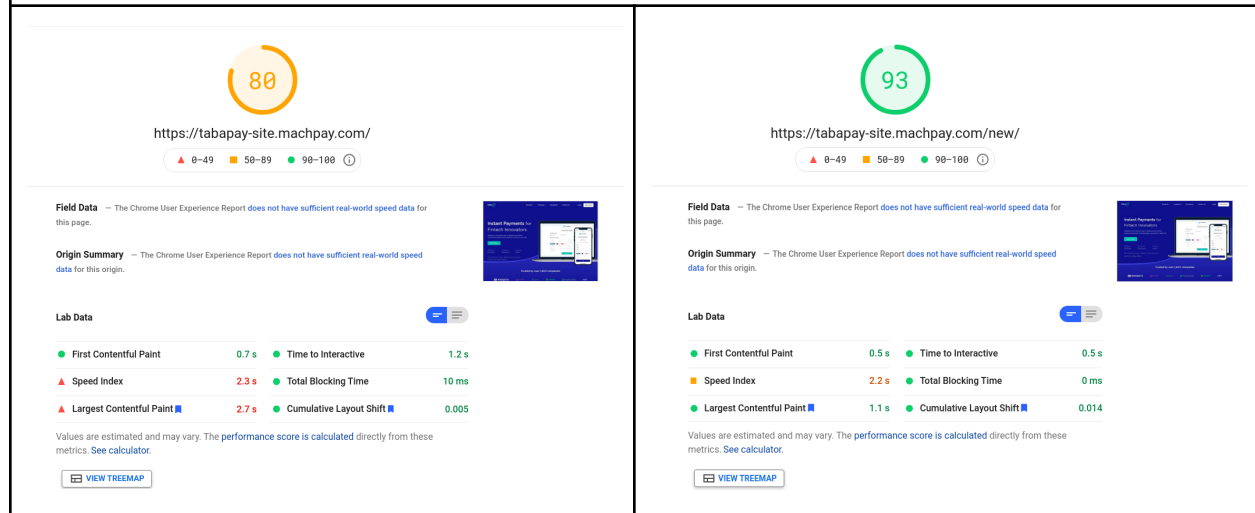 80
https://tabapay-site.machpay.com/
0–49 50–89 90–100
Field Data — The Chrome User Experience Report does not have sufficient real-world speed data for
this page.
Origin Summary — The Chrome User Experience Report does not have sufficient real-world speed
data for this origin.
Instant Payments for
Fintech Innovators
Lab Data
First Contentful Paint 0.7 s Time to Interactive 1.2 s
Speed Index 2.3 s Total Blocking Time 10 ms
Largest Contentful Paint 2.7 s Cumulative Layout Shift 0.005
Values are estimated and may vary. The performance score is calculated directly from these
metrics. See calculator.
VIEW TREEMAP
93
https://tabapay-site.machpay.com/new/
0–49 50–89 90–100
Field Data — The Chrome User Experience Report does not have sufficient real-world speed data for
this page.
Origin Summary — The Chrome User Experience Report does not have sufficient real-world speed
data for this origin.
Instant Payments for
Fintech Innovators
Lab Data
First Contentful Paint 0.5 s Time to Interactive 0.5 s
Speed Index 2.2 s Total Blocking Time 0 ms
Largest Contentful Paint 1.1 s Cumulative Layout Shift 0.014
Values are estimated and may vary. The performance score is calculated directly from these
metrics. See calculator.
VIEW TREEMAP